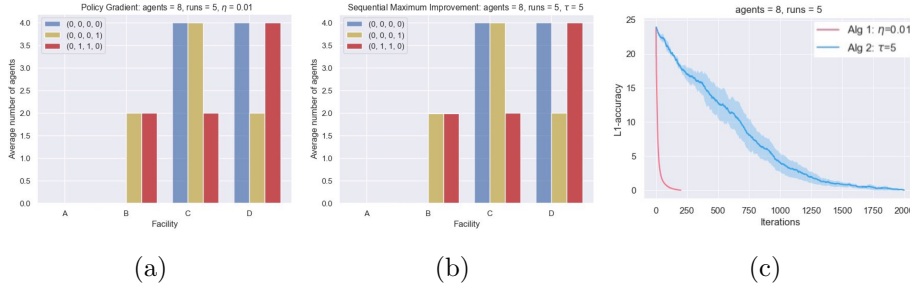 Policy Gradient: agents = 8, runs = 5, η = 0.01
Average number of agents
4.0
3.5
3.0
2.5
2.0
1.5
1.0
0.5
0.0
(0, 0, 0, 0)
(0, 0, 0, 1)
(0, 1, 1, 0)
A B C D
Facility
(a)
Sequential Maximum Improvement: agents = 8, runs = 5, τ = 5
Average number of agents
4.0
3.5
3.0
2.5
2.0
1.5
1.0
0.5
0.0
(0, 0, 0, 0)
(0, 0, 0, 1)
(0, 1, 1, 0)
A B C D
Facility
(b)
agents = 8, runs = 5
L1-accuracy
25
20
15
10
5
0
Alg 1: η=0.01
Alg 2: τ=5
0 250 500 750 1000 1250 1500 1750 2000
Iterations
(c)